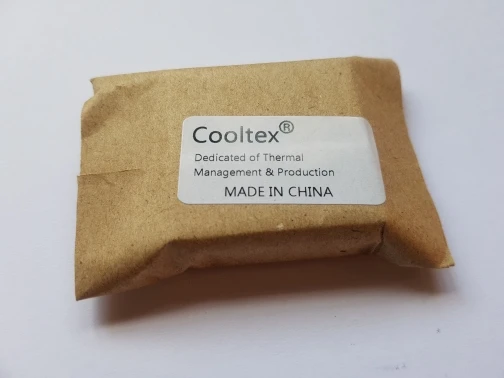 Cooltex®
Dedicated of Thermal
Management & Production
MADE IN CHINA